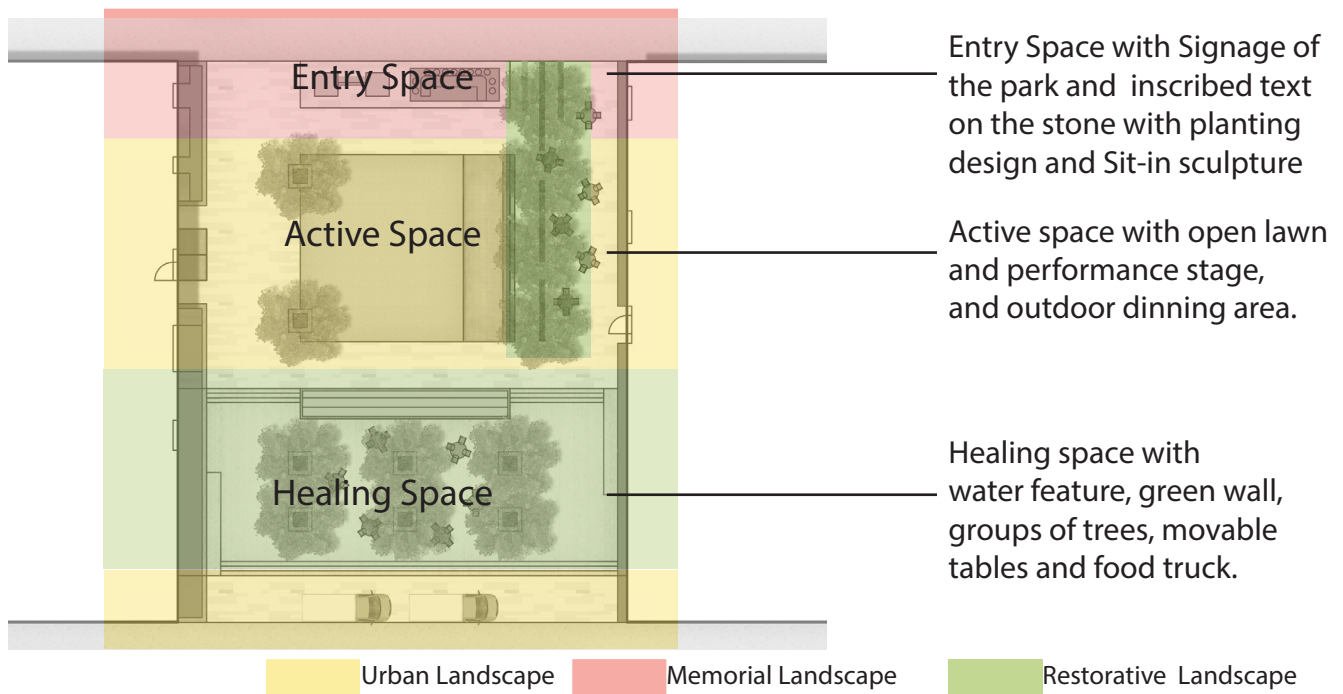 Entry Space
Active Space
Healing Space
Entry Space with Signage of
the park and inscribed text
on the stone with planting
design and Sit-in sculpture
Active space with open lawn
and performance stage,
and outdoor dinning area.
Healing space with
water feature, green wall,
groups of trees, movable
tables and food truck.
Urban Landscape
Memorial Landscape
Restorative Landscape